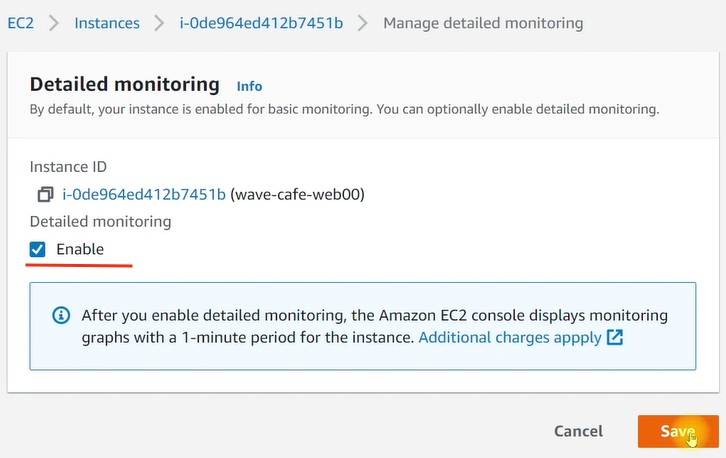 EC2 > Instances > i-0de964ed412b7451b > Manage detailed monitoring
Detailed monitoring Info
By default, your instance is enabled for basic monitoring. You can optionally enable detailed monitoring.
Instance ID
i-0de964ed412b7451b (wave-cafe-web00)
Detailed monitoring
Enable
After you enable detailed monitoring, the Amazon EC2 console displays monitoring
graphs with a 1-minute period for the instance. Additional charges appply
Cancel Save